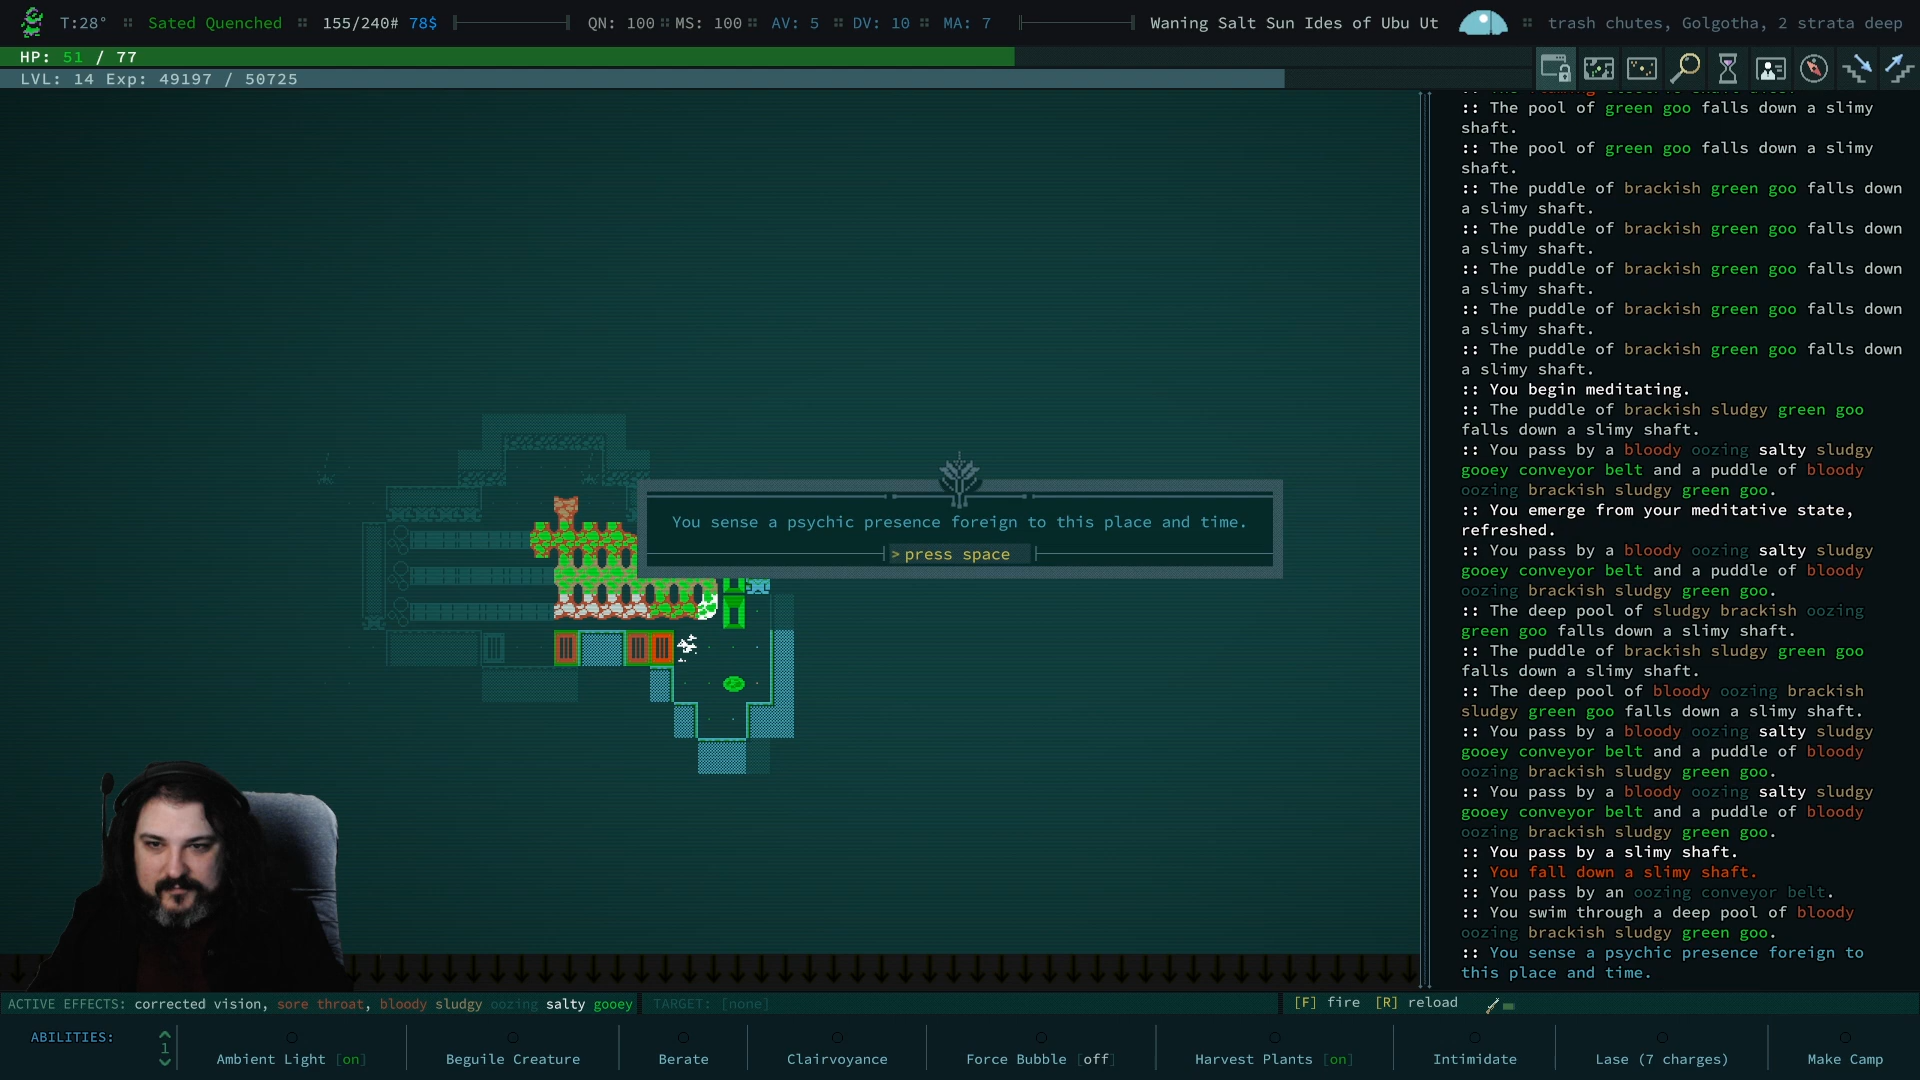 T:28° Sated Quenched 155/240# 78$ QN: 100 MS: 100 AV: 5 DV: 10 MA: 7 Waning Salt Sun Ides of Ubu Ut trash chutes, Golgotha, 2 strata deep
HP: 51 / 77
LVL: 14 Exp: 49197 / 50725
:: The pool of green goo falls down a slimy
shaft.
:: The pool of green goo falls down a slimy
shaft.
:: The puddle of brackish green goo falls down
a slimy shaft.
:: The puddle of brackish green goo falls down
a slimy shaft.
:: The puddle of brackish green goo falls down
a slimy shaft.
:: The puddle of brackish green goo falls down
a slimy shaft.
:: The puddle of brackish green goo falls down
a slimy shaft.
:: You begin meditating.
:: The puddle of brackish sludgy green goo
falls down a slimy shaft.
:: You pass by a bloody oozing salty sludgy
gooey conveyor belt and a puddle of bloody
oozing brackish sludgy green goo.
:: You emerge from your meditative state,
refreshed.
:: You pass by a bloody oozing salty sludgy
gooey conveyor belt and a puddle of bloody
oozing brackish sludgy green goo.
:: The deep pool of sludgy brackish oozing
green goo falls down a slimy shaft.
:: The puddle of brackish sludgy green goo
falls down a slimy shaft.
:: The deep pool of bloody oozing brackish
sludgy green goo falls down a slimy shaft.
:: You pass by a bloody oozing salty sludgy
gooey conveyor belt and a puddle of bloody
oozing brackish sludgy green goo.
:: You pass by a bloody oozing salty sludgy
gooey conveyor belt and a puddle of bloody
oozing brackish sludgy green goo.
:: You pass by a slimy shaft.
:: You fall down a slimy shaft.
:: You pass by an oozing conveyor belt.
:: You swim through a deep pool of bloody
oozing brackish sludgy green goo.
:: You sense a psychic presence foreign to
this place and time.
You sense a psychic presence foreign to this place and time.
> press space
ACTIVE EFFECTS: corrected vision, sore throat, bloody sludgy oozing salty gooey TARGET: [none] [F] fire [R] reload
ABILITIES: 1 Ambient Light [on] Beguile Creature Berate Clairvoyance Force Bubble [off] Harvest Plants [on] Intimidate Lase (7 charges) Make Camp